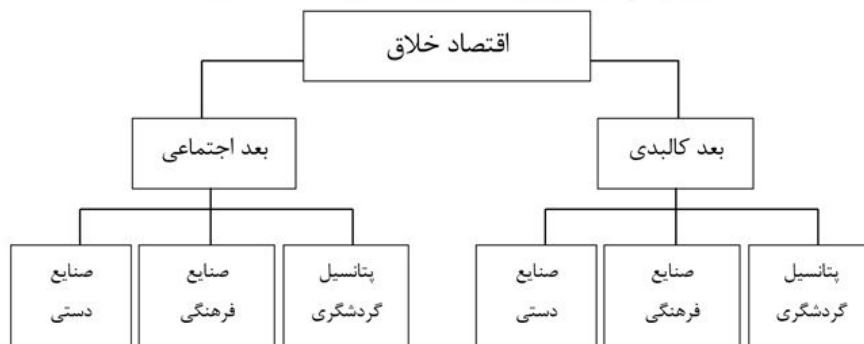 اقتصاد خلاق
بعد کالبدی
بعد اجتماعی
پتانسیل
گردشگری
صنایع
فرهنگی
صنایع
دستی
پتانسیل
گردشگری
صنایع
فرهنگی
صنایع
دستی